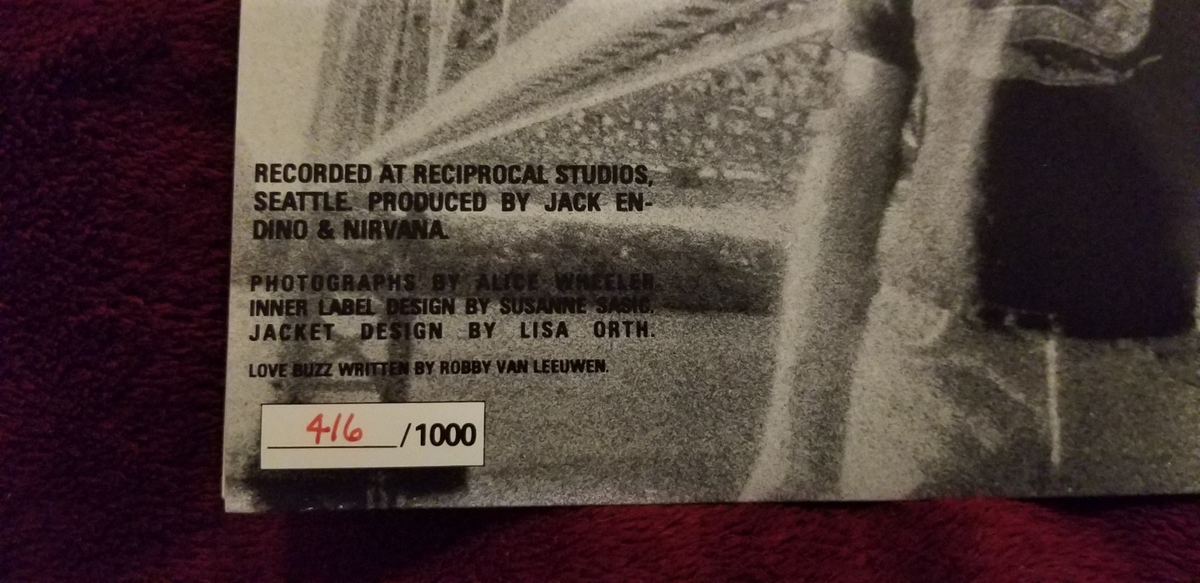 RECORDED AT RECIPROCAL STUDIOS,
SEATTLE. PRODUCED BY JACK EN-
DINO & NIRVANA.
PHOTOGRAPHS BY ALICE WHEELER.
INNER LABEL DESIGN BY SUSANNE SASIC.
JACKET DESIGN BY LISA ORTH.
LOVE BUZZ WRITTEN BY ROBBY VAN LEEUWEN.
416/1000